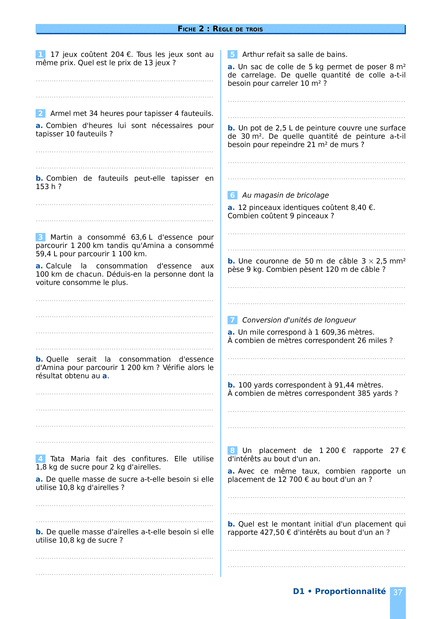 FICHE 2 : RÈGLE DE TROIS
1 17 jeux coûtent 204 €. Tous les jeux sont au
même prix. Quel est le prix de 13 jeux ?
2 Armel met 34 heures pour tapisser 4 fauteuils.
a. Combien d'heures lui sont nécessaires pour
tapisser 10 fauteuils ?
b. Combien de fauteuils peut-elle tapisser en
153 h ?
3 Martin a consommé 63,6 L d'essence pour
parcourir 1 200 km tandis qu'Amina a consommé
59,4 L pour parcourir 1 100 km.
a. Calcule la consommation d'essence aux
100 km de chacun. Déduis-en la personne dont la
voiture consomme le plus.
b. Quelle serait la consommation d'essence
d'Amina pour parcourir 1 200 km ? Vérifie alors le
résultat obtenu au a.
4 Tata Maria fait des confitures. Elle utilise
1,8 kg de sucre pour 2 kg d'airelles.
a. De quelle masse de sucre a-t-elle besoin si elle
utilise 10,8 kg d'airelles ?
b. De quelle masse d'airelles a-t-elle besoin si elle
utilise 10,8 kg de sucre ?
5 Arthur refait sa salle de bains.
a. Un sac de colle de 5 kg permet de poser 8 m²
de carrelage. De quelle quantité de colle a-t-il
besoin pour carreler 10 m² ?
b. Un pot de 2,5 L de peinture couvre une surface
de 30 m². De quelle quantité de peinture a-t-il
besoin pour repeindre 21 m² de murs ?
6 Au magasin de bricolage
a. 12 pinceaux identiques coûtent 8,40 €.
Combien coûtent 9 pinceaux ?
b. Une couronne de 50 m de câble 3 × 2,5 mm²
pèse 9 kg. Combien pèsent 120 m de câble ?
7 Conversion d'unités de longueur
a. Un mile correspond à 1 609,36 mètres.
À combien de mètres correspondent 26 miles ?
b. 100 yards correspondent à 91,44 mètres.
À combien de mètres correspondent 385 yards ?
8 Un placement de 1 200 € rapporte 27 €
d'intérêts au bout d'un an.
a. Avec ce même taux, combien rapporte un
placement de 12 700 € au bout d'un an ?
b. Quel est le montant initial d'un placement qui
rapporte 427,50 € d'intérêts au bout d'un an ?
D1 • Proportionnalité 37